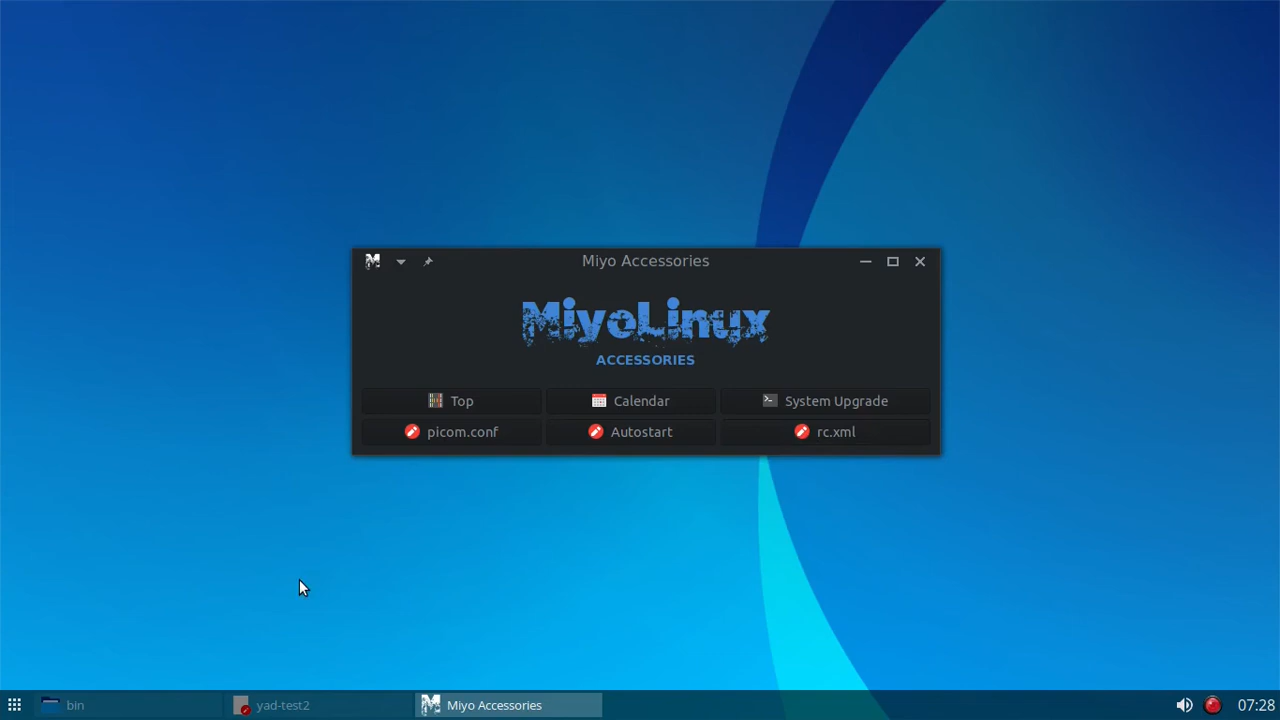 Miyo Accessories
MiyoLinux
ACCESSORIES
Top Calendar System Upgrade
picom.conf Autostart rc.xml
bin yad-test2 Miyo Accessories 07:28